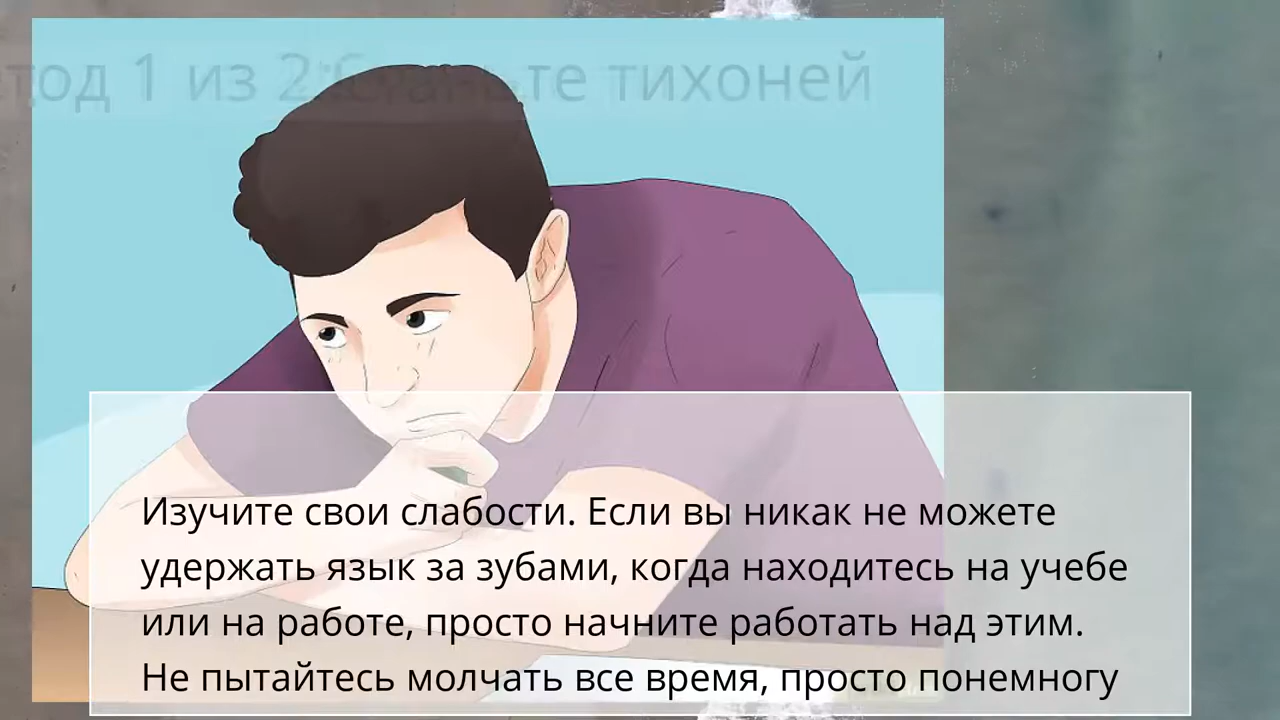 тод 1 из 2: Станьте тихоней
Изучите свои слабости. Если вы никак не можете
удержать язык за зубами, когда находитесь на учебе
или на работе, просто начните работать над этим.
Не пытайтесь молчать все время, просто понемногу